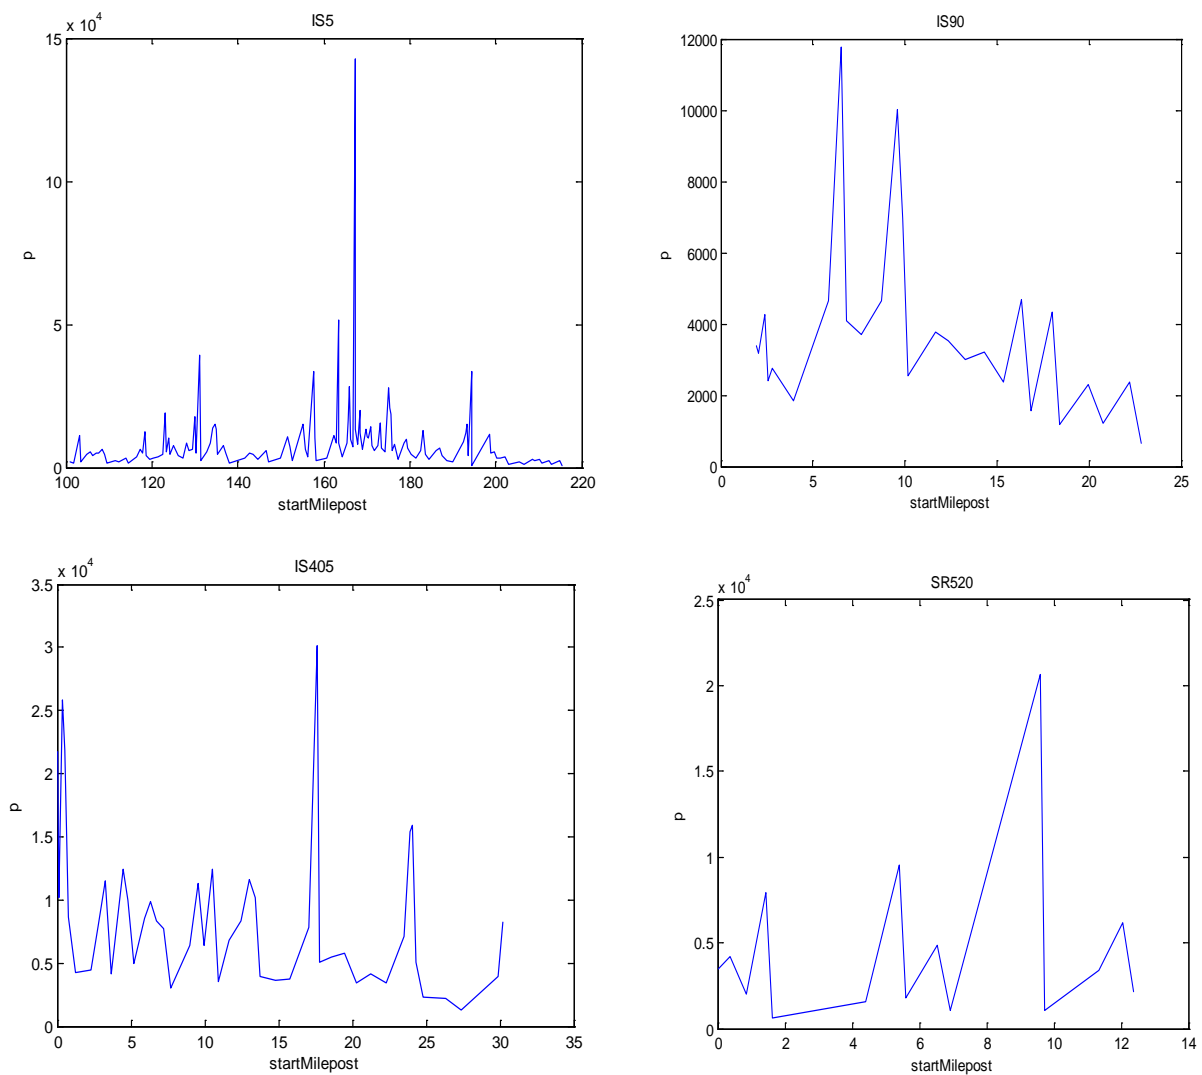 IS5
x 10^4
15
10
5
0
100 120 140 160 180 200 220
p
startMilepost
IS90
12000
10000
8000
6000
4000
2000
0
0 5 10 15 20 25
p
startMilepost
IS405
x 10^4
3.5
3
2.5
2
1.5
1
0.5
0
0 5 10 15 20 25 30 35
p
startMilepost
SR520
x 10^4
2.5
2
1.5
1
0.5
0
0 2 4 6 8 10 12 14
p
startMilepost